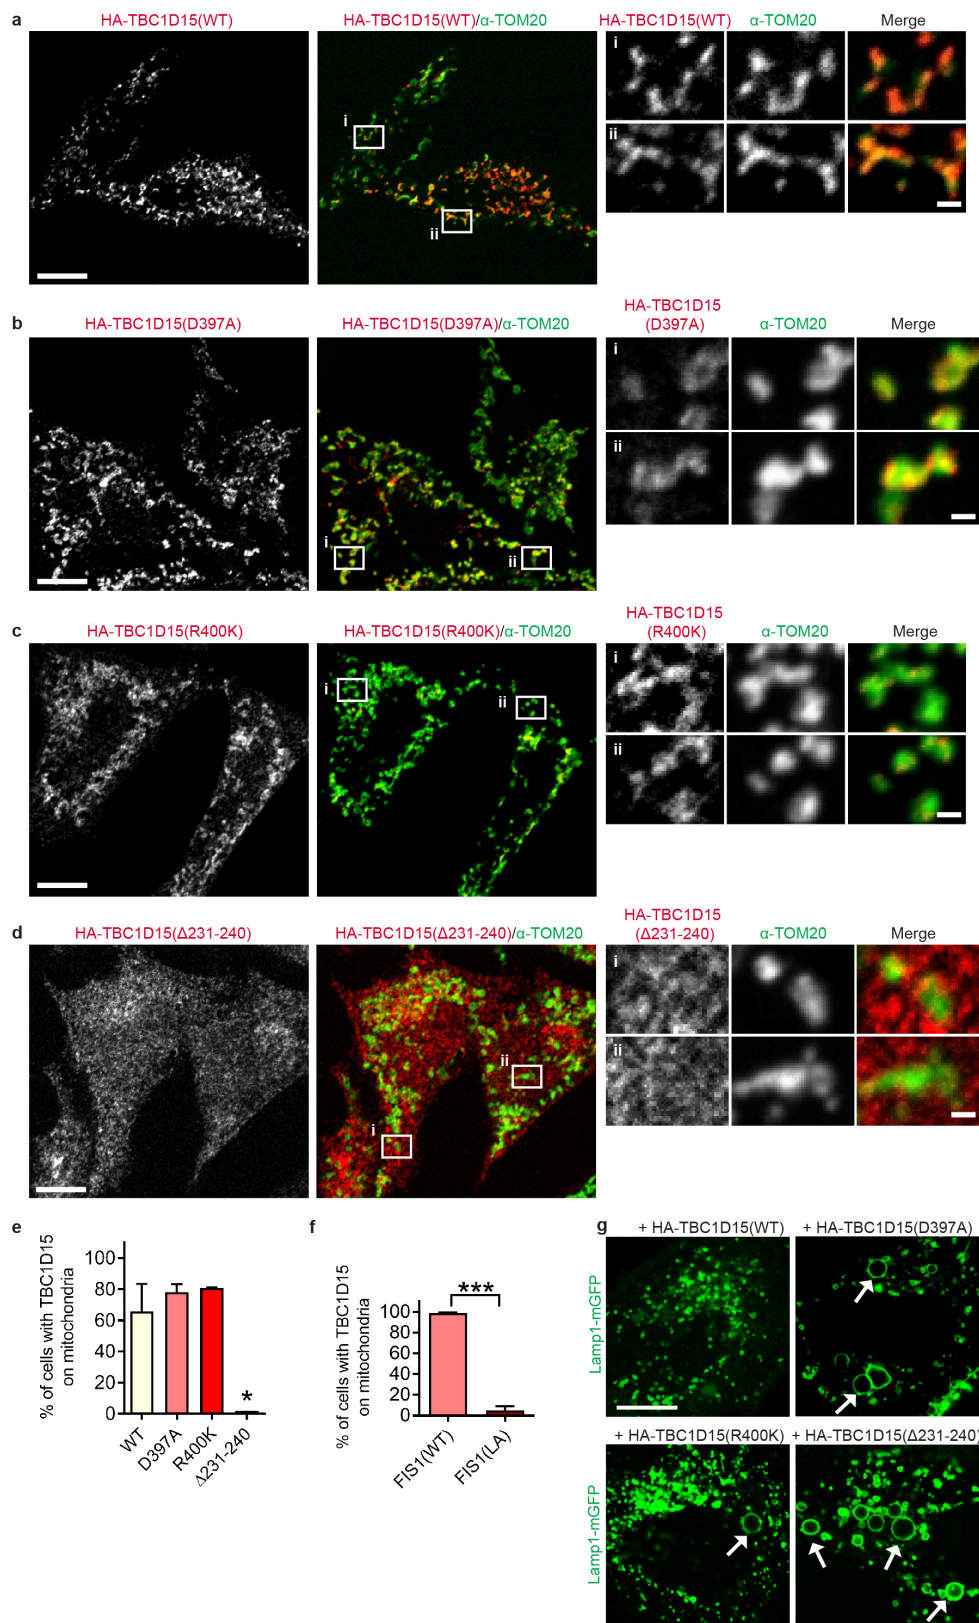 a
HA-TBC1D15(WT)
HA-TBC1D15(WT)/α-TOM20
HA-TBC1D15(WT)
α-TOM20
Merge
i
ii
i
ii
b
HA-TBC1D15(D397A)
HA-TBC1D15(D397A)/α-TOM20
HA-TBC1D15
(D397A)
α-TOM20
Merge
i
ii
i
ii
c
HA-TBC1D15(R400K)
HA-TBC1D15(R400K)/α-TOM20
HA-TBC1D15
(R400K)
α-TOM20
Merge
i
ii
i
ii
d
HA-TBC1D15(Δ231-240)
HA-TBC1D15(Δ231-240)/α-TOM20
HA-TBC1D15
(Δ231-240)
α-TOM20
Merge
ii
i
i
ii
e
% of cells with TBC1D15
on mitochondria
100
80
60
40
20
0
*
WT
D397A
R400K
Δ231-240
f
% of cells with TBC1D15
on mitochondria
100
80
60
40
20
0
***
FIS1(WT)
FIS1(LA)
g
+ HA-TBC1D15(WT)
+ HA-TBC1D15(D397A)
Lamp1-mGFP
+ HA-TBC1D15(R400K)
+ HA-TBC1D15(Δ231-240)
Lamp1-mGFP